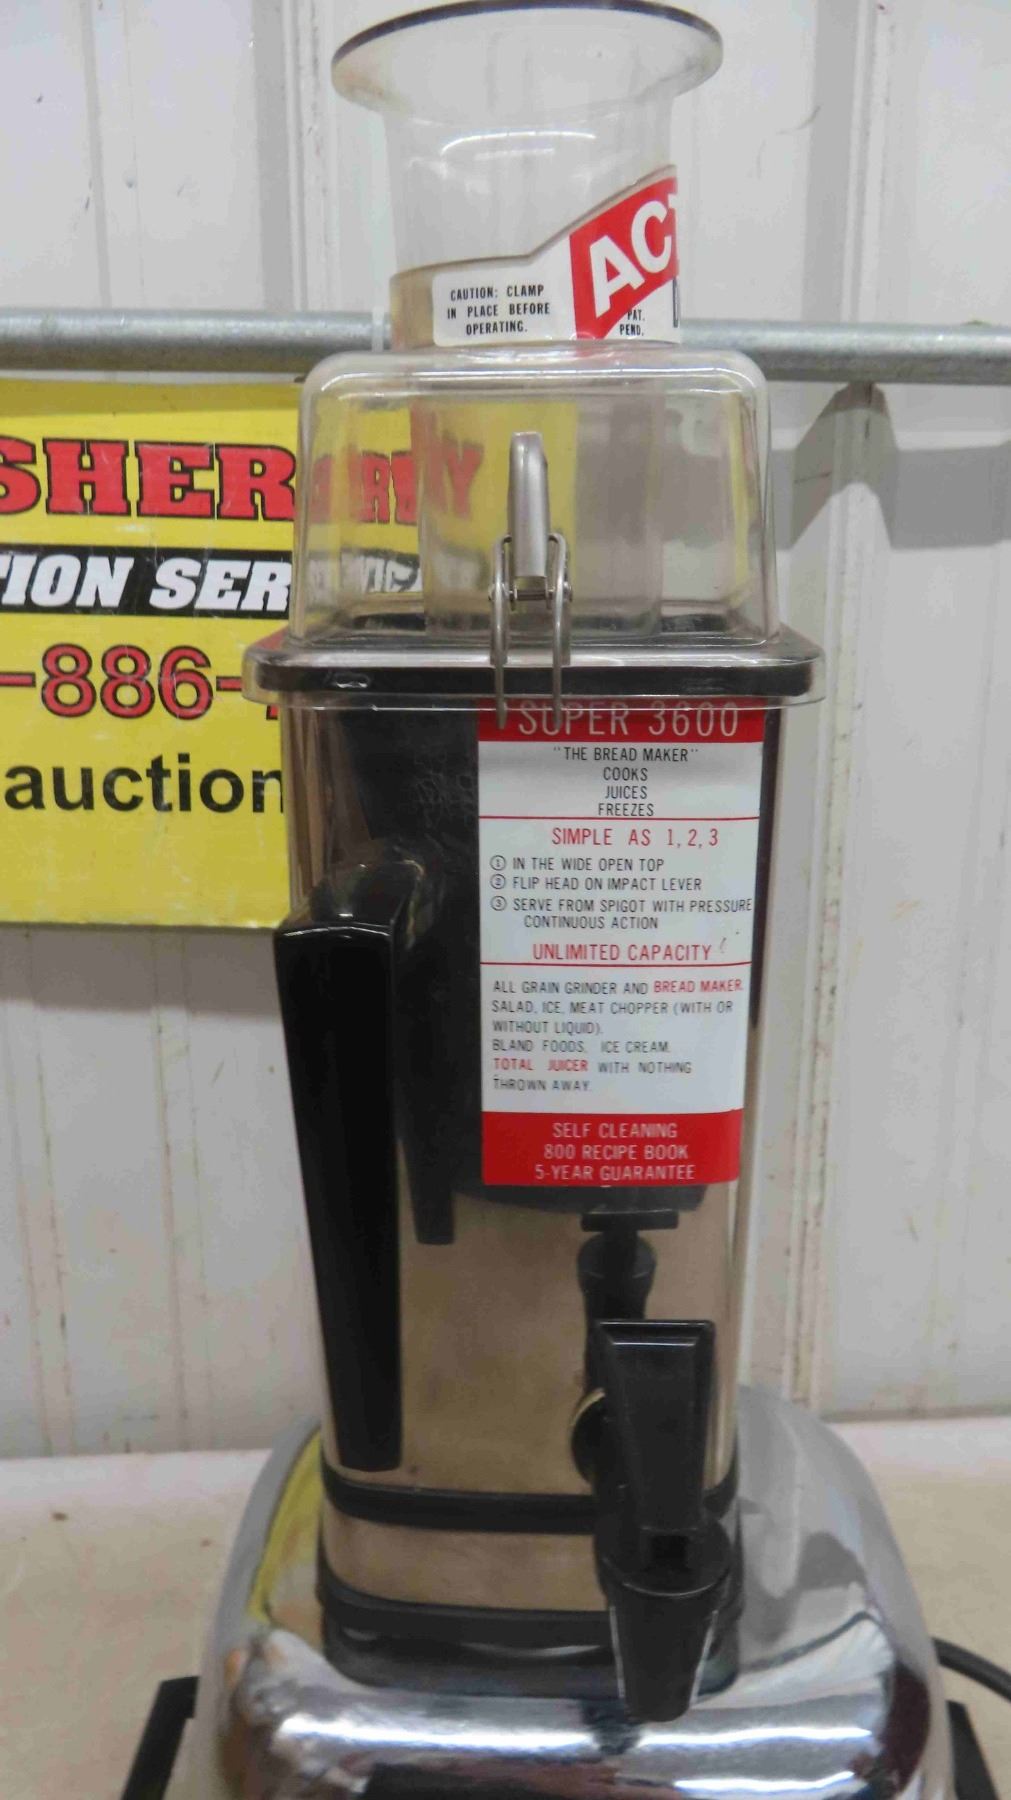 AC
CAUTION: CLAMP
IN PLACE BEFORE
OPERATING.
PAT.
PEND.
SHER
TION SER
-886-
auction
SUPER 3600
"THE BREAD MAKER"
COOKS
JUICES
FREEZES
SIMPLE AS 1, 2, 3
① IN THE WIDE OPEN TOP
② FLIP HEAD ON IMPACT LEVER
③ SERVE FROM SPIGOT WITH PRESSURE
CONTINUOUS ACTION
UNLIMITED CAPACITY
ALL GRAIN GRINDER AND BREAD MAKER.
SALAD, ICE, MEAT CHOPPER (WITH OR
WITHOUT LIQUID).
BLAND FOODS, ICE CREAM.
TOTAL JUICER WITH NOTHING
THROWN AWAY.
SELF CLEANING
800 RECIPE BOOK
5-YEAR GUARANTEE